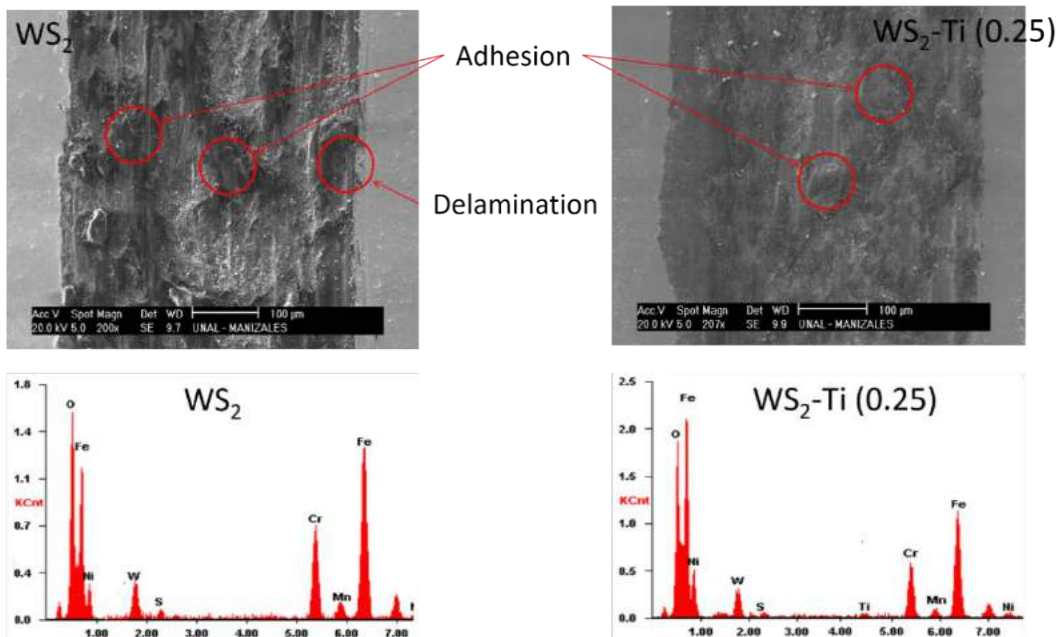 WS₂
WS₂-Ti (0.25)
Adhesion
Delamination
Acc.V Spot Magn Det WD 100 µm
20.0 kV 5.0 200x SE 9.7 UNAL - MANIZALES
Acc.V Spot Magn Det WD 100 µm
20.0 kV 5.0 207x SE 9.9 UNAL - MANIZALES
WS₂
1.8
1.4
1.1
KCnt
0.7
0.4
0.0
O
Fe
Ni
W
S
Cr
Mn
Fe
1.00 2.00 3.00 4.00 5.00 6.00 7.0
WS₂-Ti (0.25)
2.5
2.0
1.5
KCnt
1.0
0.5
0.0
O
Fe
Ni
W
S
Ti
Cr
Mn
Fe
Ni
1.00 2.00 3.00 4.00 5.00 6.00 7.00